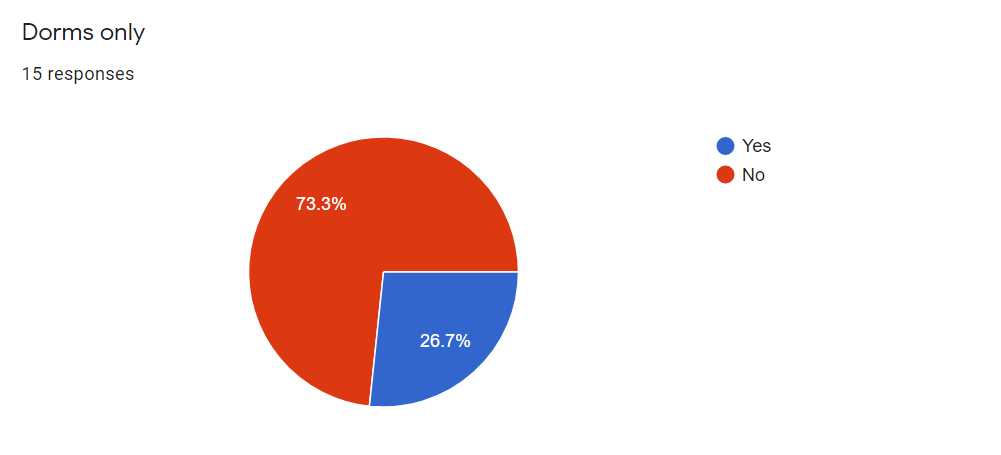 Dorms only
15 responses
Yes
No
73.3%
26.7%